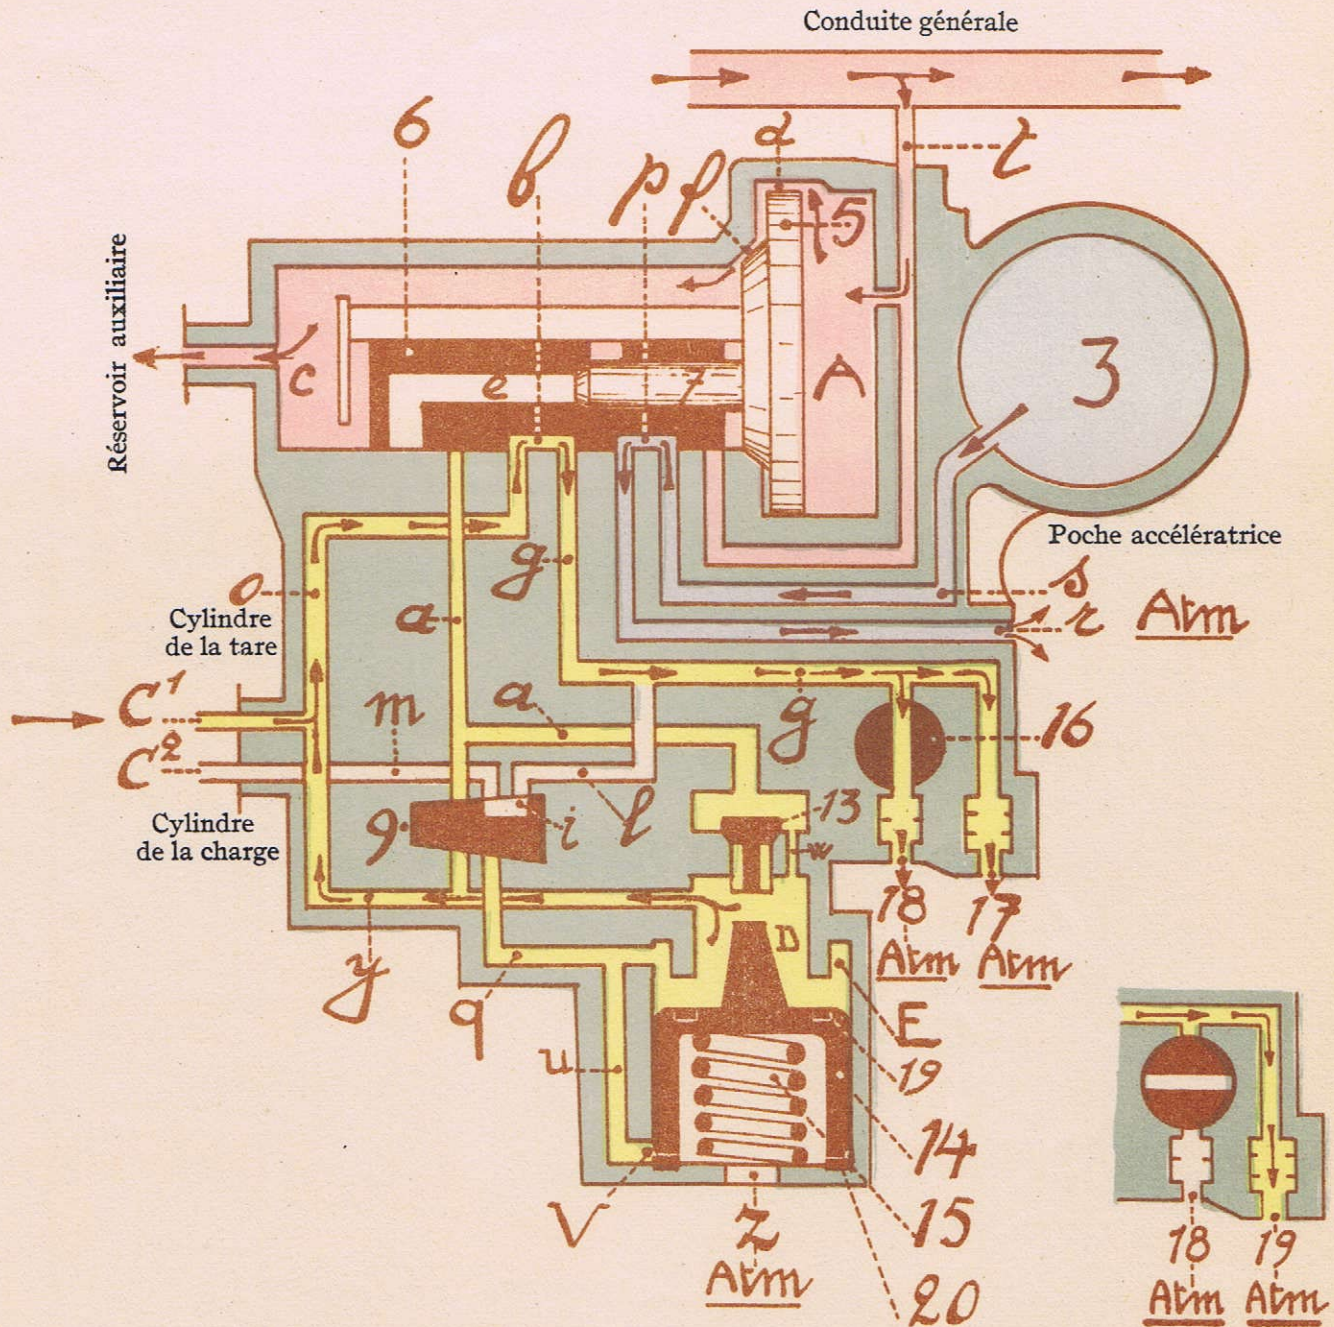 Conduite générale
6
b
p
f
d
t
5
Réservoir auxiliaire
c
e
7
A
3
Poche accélératrice
g
s
o
a
r
Atm
Cylindre
de la tare
C1
m
a
g
16
C2
Cylindre
de la charge
9
i
l
13
w
18
17
Atm
Atm
D
y
q
E
u
19
14
V
z
15
Atm
20
18
19
Atm
Atm